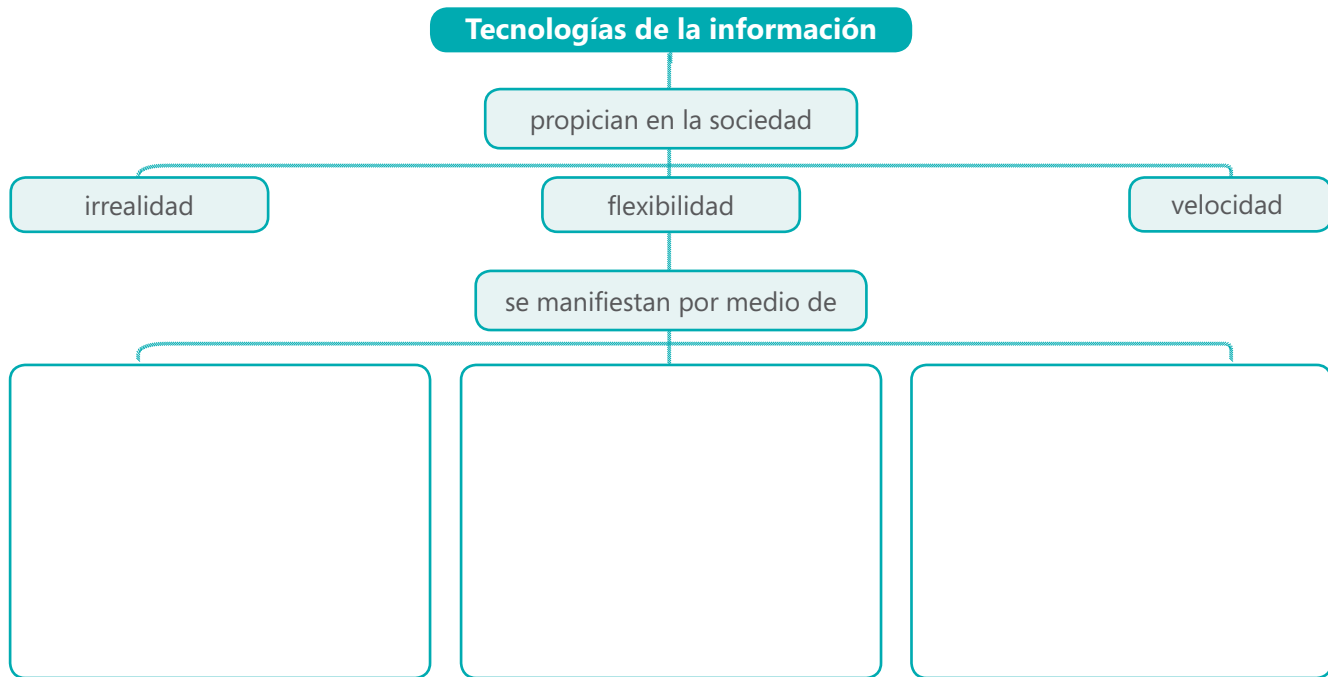 Tecnologías de la información
propician en la sociedad
irrealidad
flexibilidad
velocidad
se manifiestan por medio de